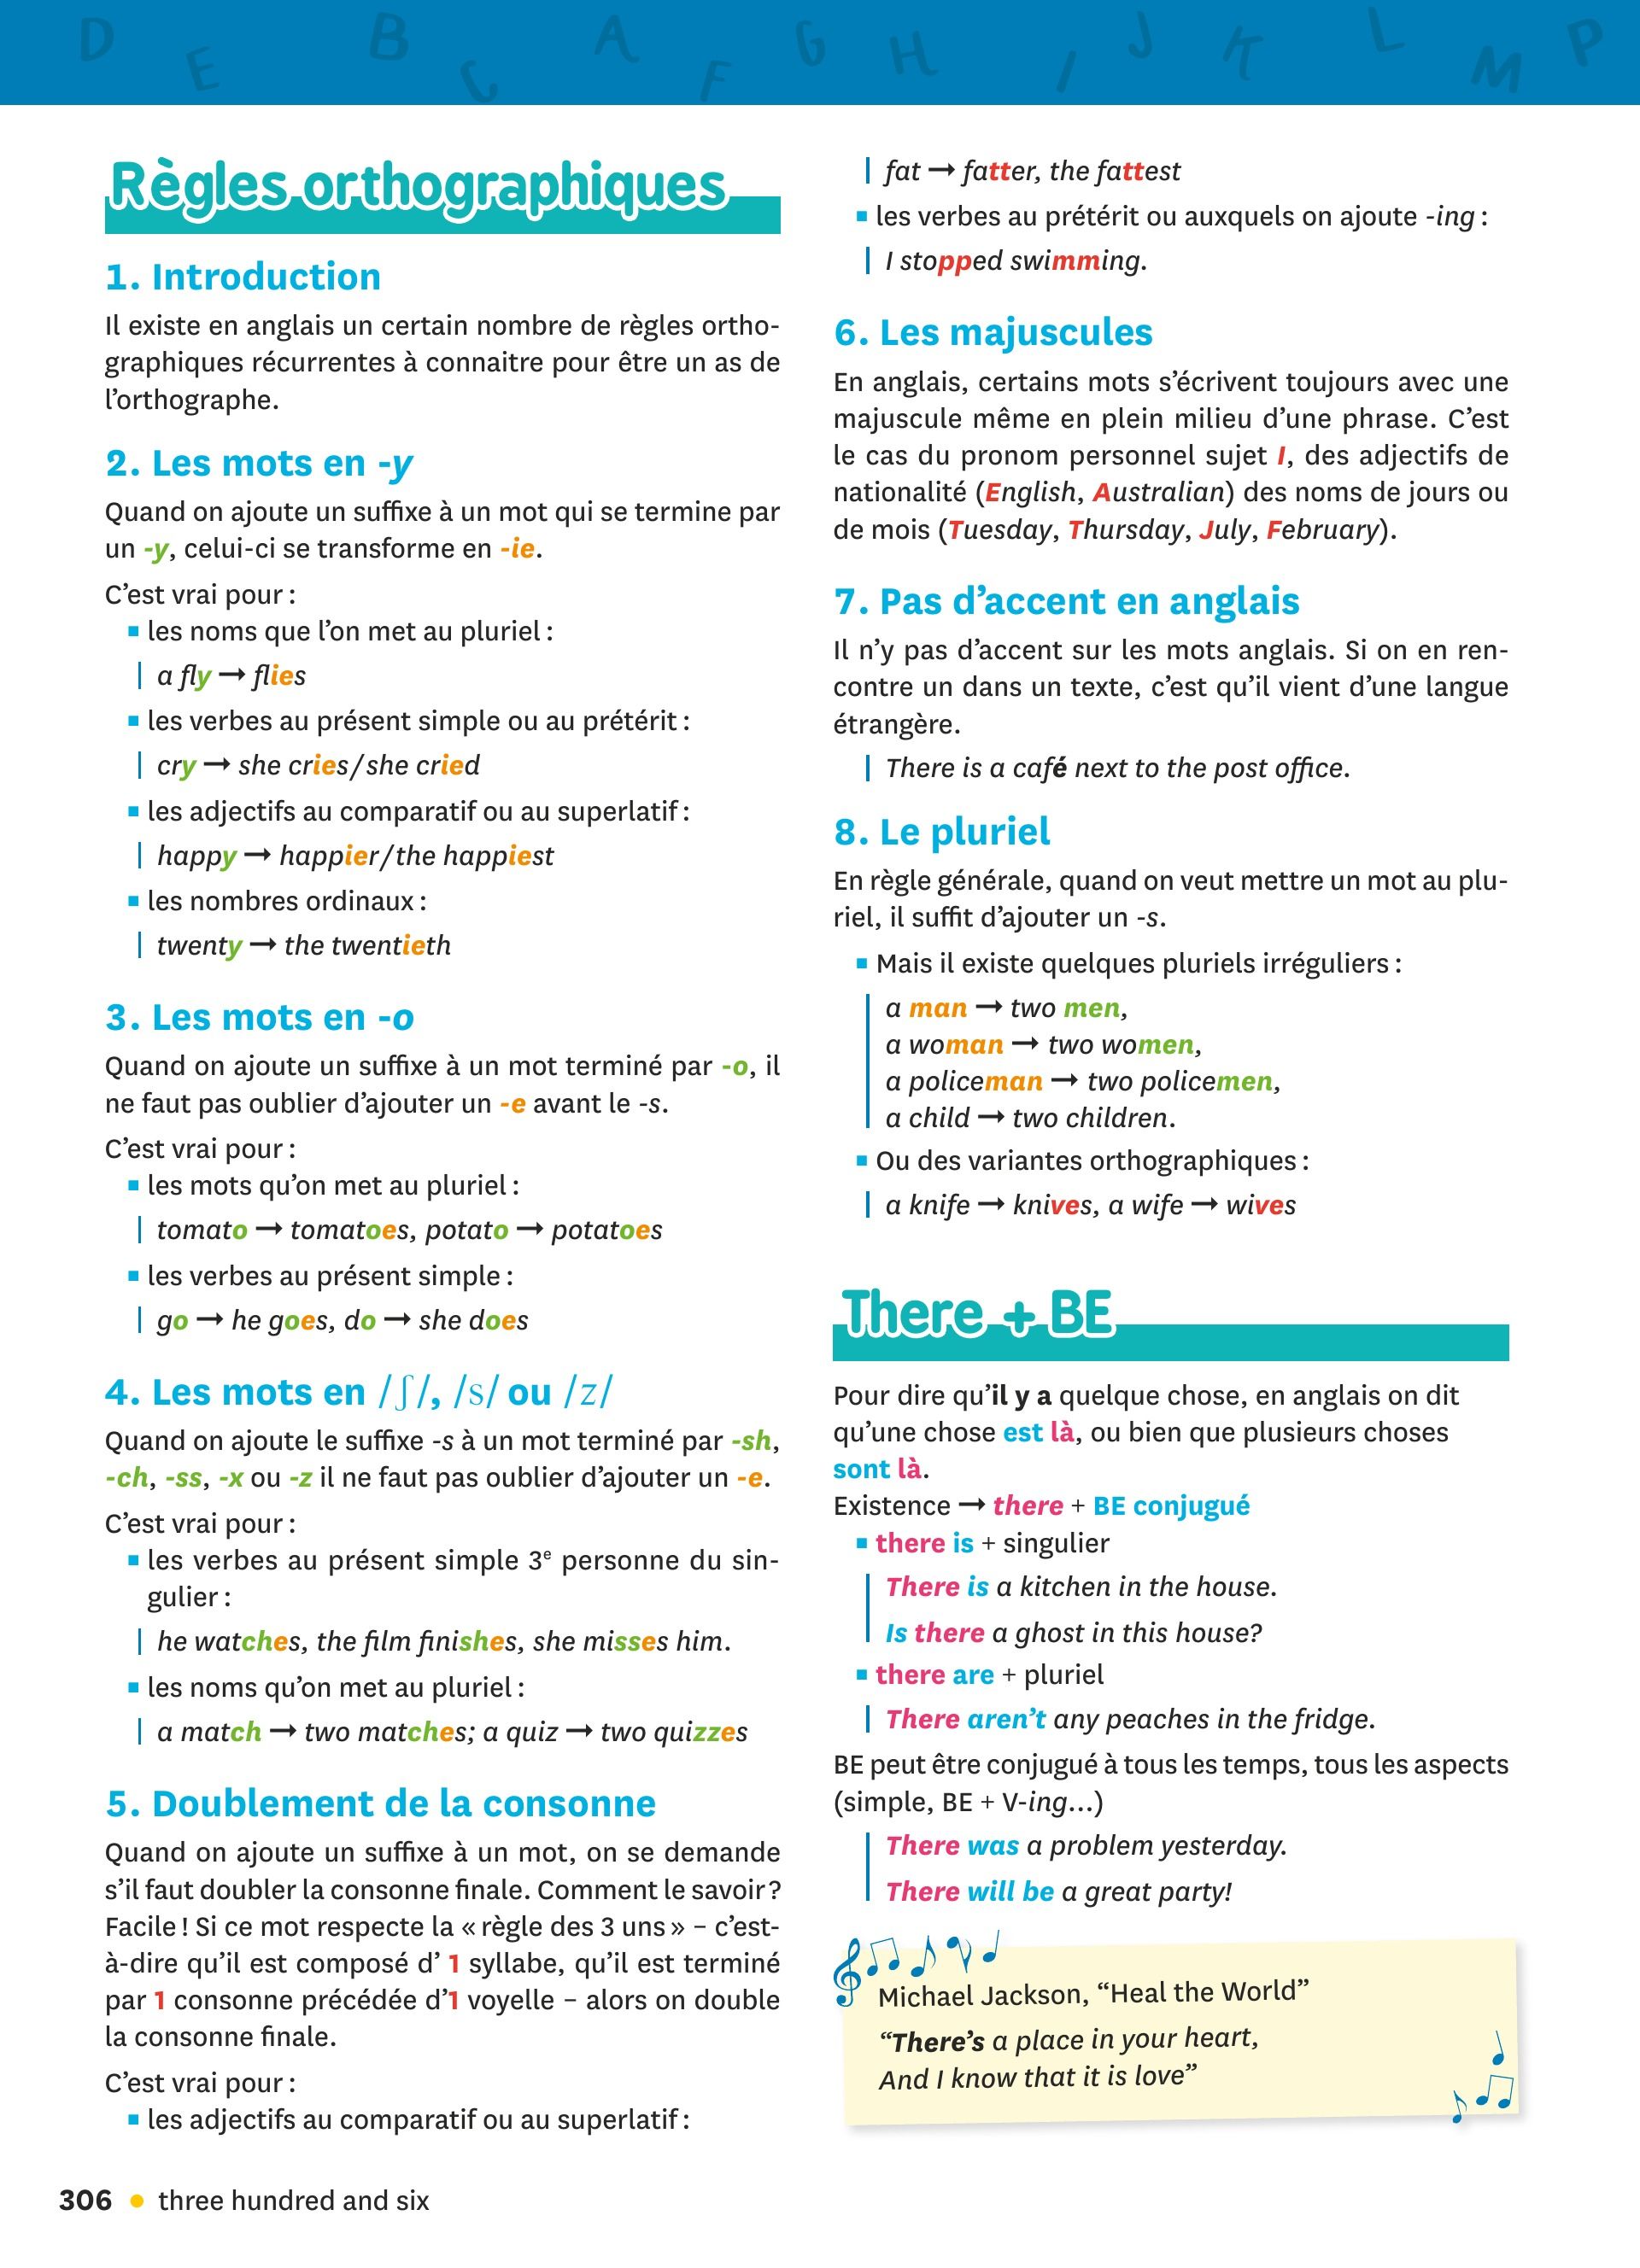 D E B C A F G H I J K L M P
Règles orthographiques
1. Introduction
Il existe en anglais un certain nombre de règles ortho-
graphiques récurrentes à connaitre pour être un as de
l’orthographe.
2. Les mots en -y
Quand on ajoute un suffixe à un mot qui se termine par
un -y, celui-ci se transforme en -ie.
C’est vrai pour :
▪ les noms que l’on met au pluriel :
a fly → flies
▪ les verbes au présent simple ou au prétérit :
cry → she cries/she cried
▪ les adjectifs au comparatif ou au superlatif :
happy → happier/the happiest
▪ les nombres ordinaux :
twenty → the twentieth
3. Les mots en -o
Quand on ajoute un suffixe à un mot terminé par -o, il
ne faut pas oublier d’ajouter un -e avant le -s.
C’est vrai pour :
▪ les mots qu’on met au pluriel :
tomato → tomatoes, potato → potatoes
▪ les verbes au présent simple :
go → he goes, do → she does
4. Les mots en /ʃ/, /s/ ou /z/
Quand on ajoute le suffixe -s à un mot terminé par -sh,
-ch, -ss, -x ou -z il ne faut pas oublier d’ajouter un -e.
C’est vrai pour :
▪ les verbes au présent simple 3e personne du sin-
gulier :
he watches, the film finishes, she misses him.
▪ les noms qu’on met au pluriel :
a match → two matches; a quiz → two quizzes
5. Doublement de la consonne
Quand on ajoute un suffixe à un mot, on se demande
s’il faut doubler la consonne finale. Comment le savoir ?
Facile ! Si ce mot respecte la « règle des 3 uns » – c’est-
à-dire qu’il est composé d’ 1 syllabe, qu’il est terminé
par 1 consonne précédée d’1 voyelle – alors on double
la consonne finale.
C’est vrai pour :
▪ les adjectifs au comparatif ou au superlatif :
fat → fatter, the fattest
▪ les verbes au prétérit ou auxquels on ajoute -ing :
I stopped swimming.
6. Les majuscules
En anglais, certains mots s’écrivent toujours avec une
majuscule même en plein milieu d’une phrase. C’est
le cas du pronom personnel sujet I, des adjectifs de
nationalité (English, Australian) des noms de jours ou
de mois (Tuesday, Thursday, July, February).
7. Pas d’accent en anglais
Il n’y pas d’accent sur les mots anglais. Si on en ren-
contre un dans un texte, c’est qu’il vient d’une langue
étrangère.
There is a café next to the post office.
8. Le pluriel
En règle générale, quand on veut mettre un mot au plu-
riel, il suffit d’ajouter un -s.
▪ Mais il existe quelques pluriels irréguliers :
a man → two men,
a woman → two women,
a policeman → two policemen,
a child → two children.
▪ Ou des variantes orthographiques :
a knife → knives, a wife → wives
There + BE
Pour dire qu’il y a quelque chose, en anglais on dit
qu’une chose est là, ou bien que plusieurs choses
sont là.
Existence → there + BE conjugué
▪ there is + singulier
There is a kitchen in the house.
Is there a ghost in this house?
▪ there are + pluriel
There aren’t any peaches in the fridge.
BE peut être conjugué à tous les temps, tous les aspects
(simple, BE + V-ing…)
There was a problem yesterday.
There will be a great party!
Michael Jackson, “Heal the World”
“There’s a place in your heart,
And I know that it is love”
306 • three hundred and six